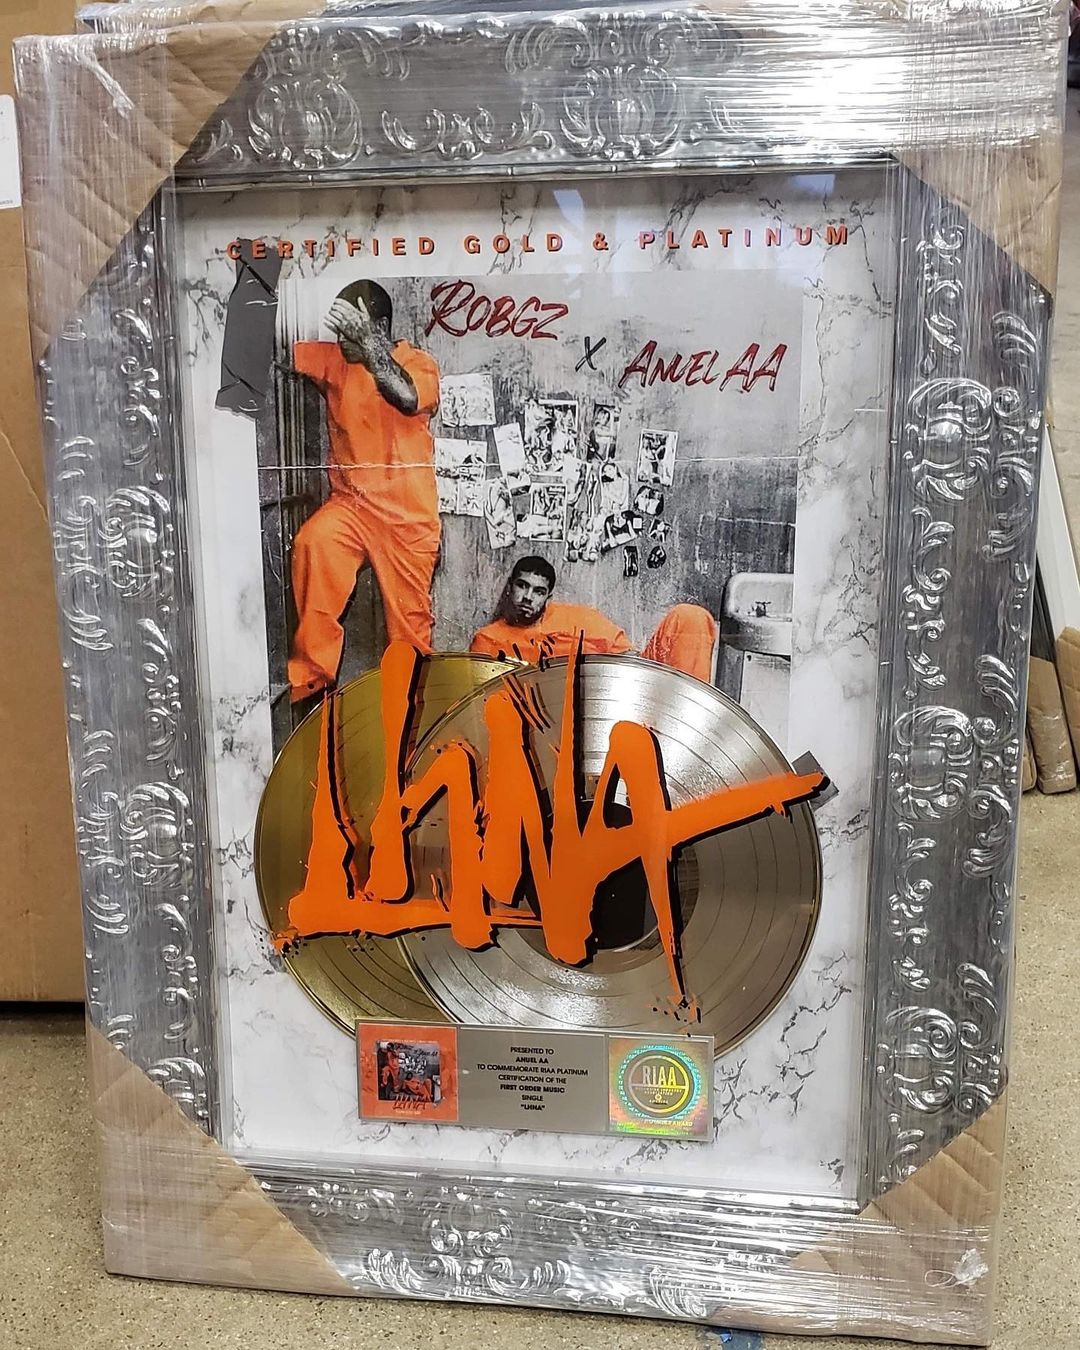 CERTIFIED GOLD & PLATINUM
ROBGZ
X
ANUEL AA
LHNA
PRESENTED TO
ANUEL AA
TO COMMEMORATE RIAA PLATINUM
CERTIFICATION OF THE
FIRST ORDER MUSIC
SINGLE
"LHNA"
LHNA
RIAA